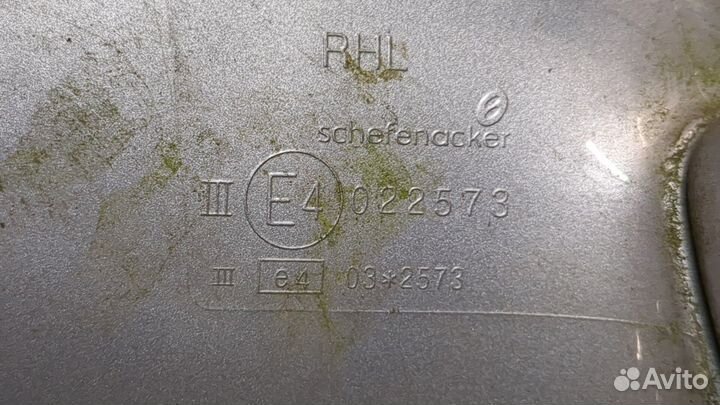 RHL
schefenacker
III E4 022573
III e4 03*2573
Avito